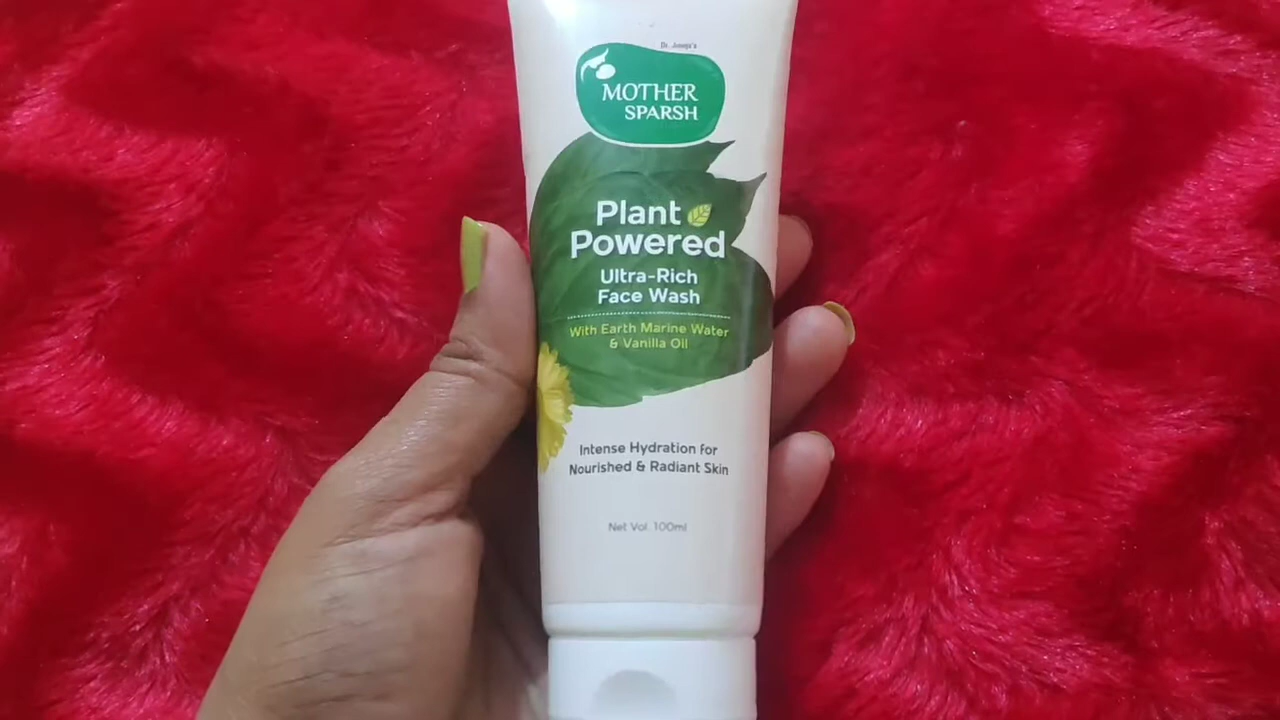 Dr. Juneja's
MOTHER
SPARSH
Plant
Powered
Ultra-Rich
Face Wash
With Earth Marine Water
& Vanilla Oil
Intense Hydration for
Nourished & Radiant Skin
Net Vol. 100ml